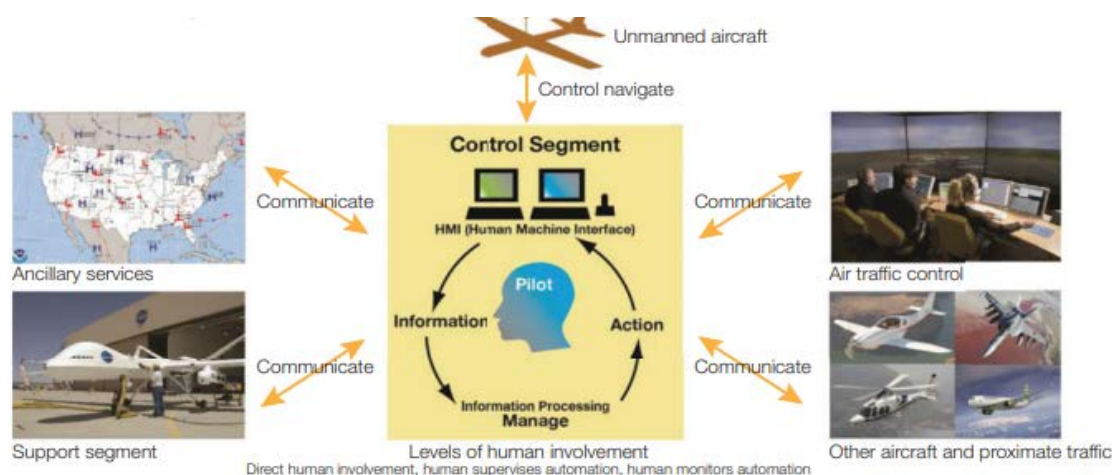 Unmanned aircraft
Control navigate
Control Segment
HMI (Human Machine Interface)
Pilot
Information
Action
Information Processing
Manage
Communicate
Communicate
Communicate
Communicate
Ancillary services
Air traffic control
Support segment
Other aircraft and proximate traffic
Levels of human involvement
Direct human involvement, human supervises automation, human monitors automation